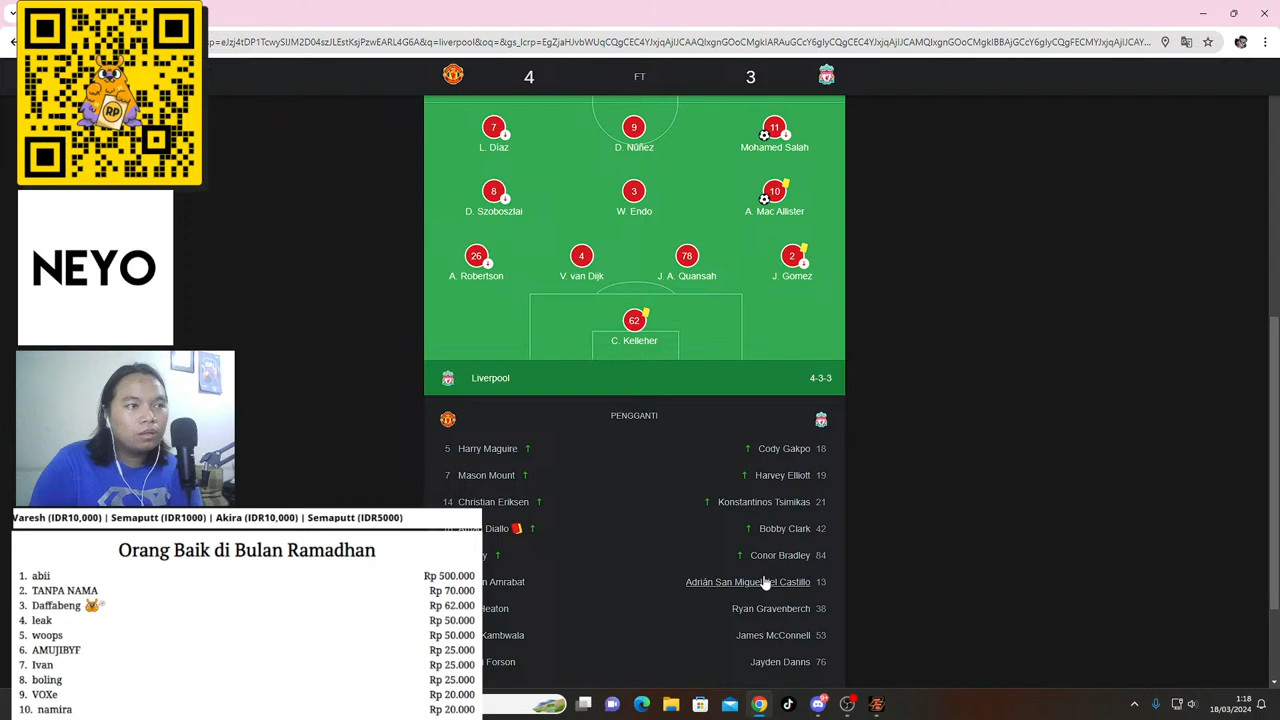 RP
4
FT
3
7
9
11
L. Díaz
D. Núñez
Mohamed Salah
8
3
10
D. Szoboszlai
W. Endo
A. Mac Allister
26
4
78
2
A. Robertson
V. van Dijk
J. A. Quansah
J. Gomez
62
C. Kelleher
Liverpool
4-3-3
PENGGANTI
5 Harry Maguire
Cody Gakpo 18
7 Mason Mount
Harvey Elliott 19
14 Christian Eriksen
Konstantinos Tsimikas 21
Amad Diallo
Bobby Clark 42
Conor Bradley 84
Amrabat
Adrián San Miguel del Castillo 13
Heaton
Ryan Gravenberch 38
Kambwala
James McConnell 53
Forson
Jayden Danns 76
NEYO
Varesh (IDR10,000) | Semaputt (IDR1000) | Akira (IDR10,000) | Semaputt (IDR5000)
Orang Baik di Bulan Ramadhan
1. abii Rp 500.000
2. TANPA NAMA Rp 70.000
3. Daffabeng Rp 62.000
4. leak Rp 50.000
5. woops Rp 50.000
6. AMUJIBYF Rp 25.000
7. Ivan Rp 25.000
8. boling Rp 25.000
9. VOXe Rp 20.000
10. namira Rp 20.000
1:18
18/03/2024